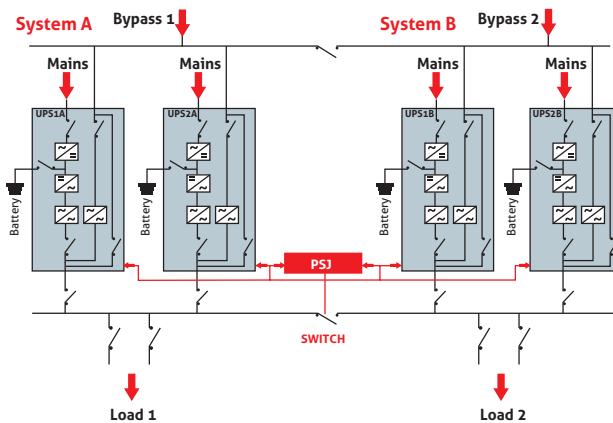 System A
Bypass 1
System B
Bypass 2
Mains
Mains
Mains
Mains
UPS1A
UPS2A
UPS1B
UPS2B
Battery
Battery
Battery
Battery
PSJ
SWITCH
Load 1
Load 2